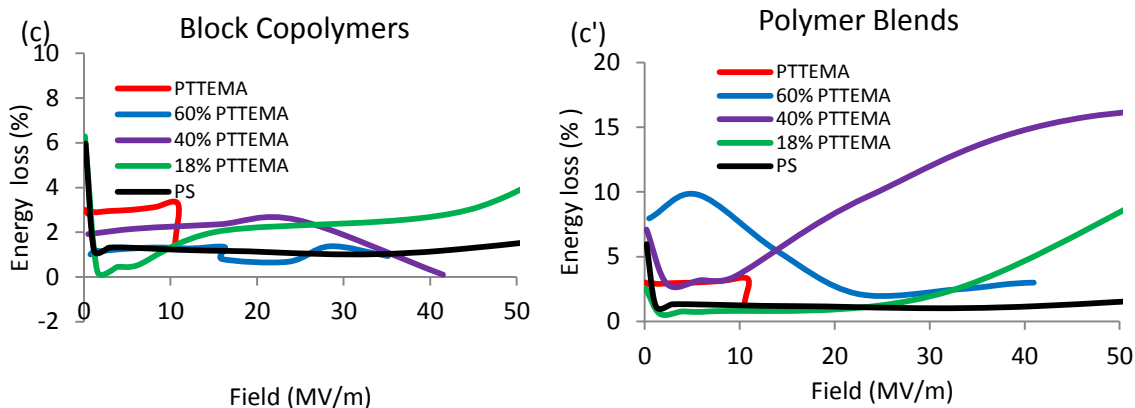 (c)
Block Copolymers
10
8
6
4
2
0
-2
Energy loss (%)
PTTEMA
60% PTTEMA
40% PTTEMA
18% PTTEMA
PS
0 10 20 30 40 50
Field (MV/m)
(c')
Polymer Blends
20
15
10
5
0
Energy loss (% )
PTTEMA
60% PTTEMA
40% PTTEMA
18% PTTEMA
PS
0 10 20 30 40 50
Field (MV/m)